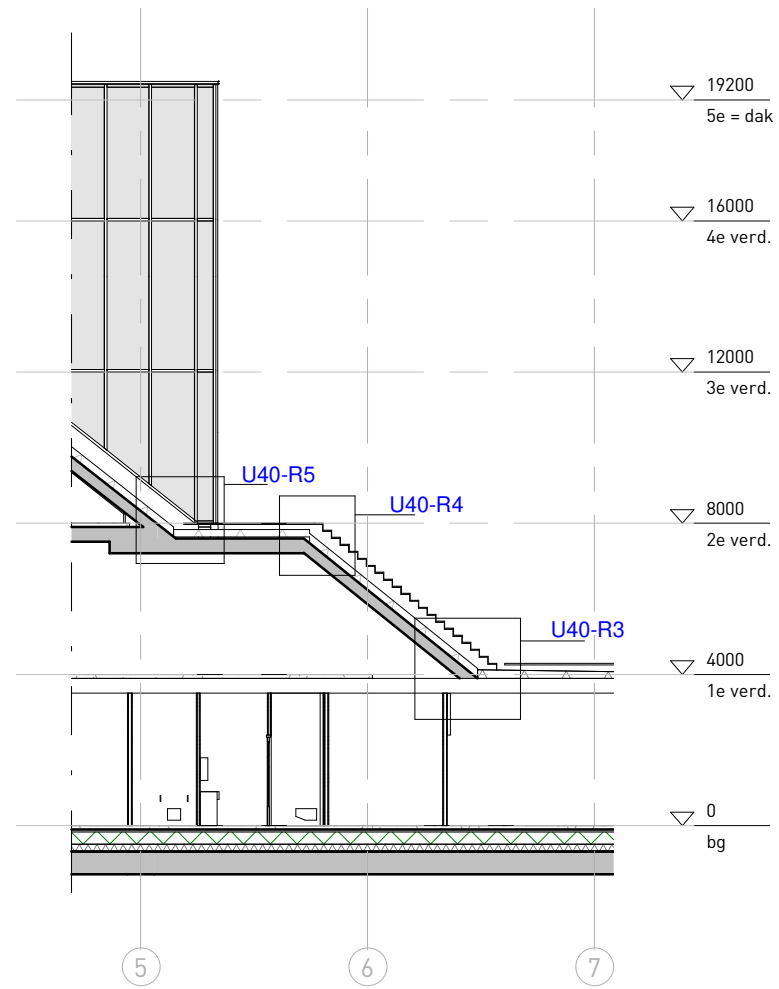 19200
5e = dak
16000
4e verd.
12000
3e verd.
U40-R5
U40-R4
8000
2e verd.
U40-R3
4000
1e verd.
0
bg
5
6
7